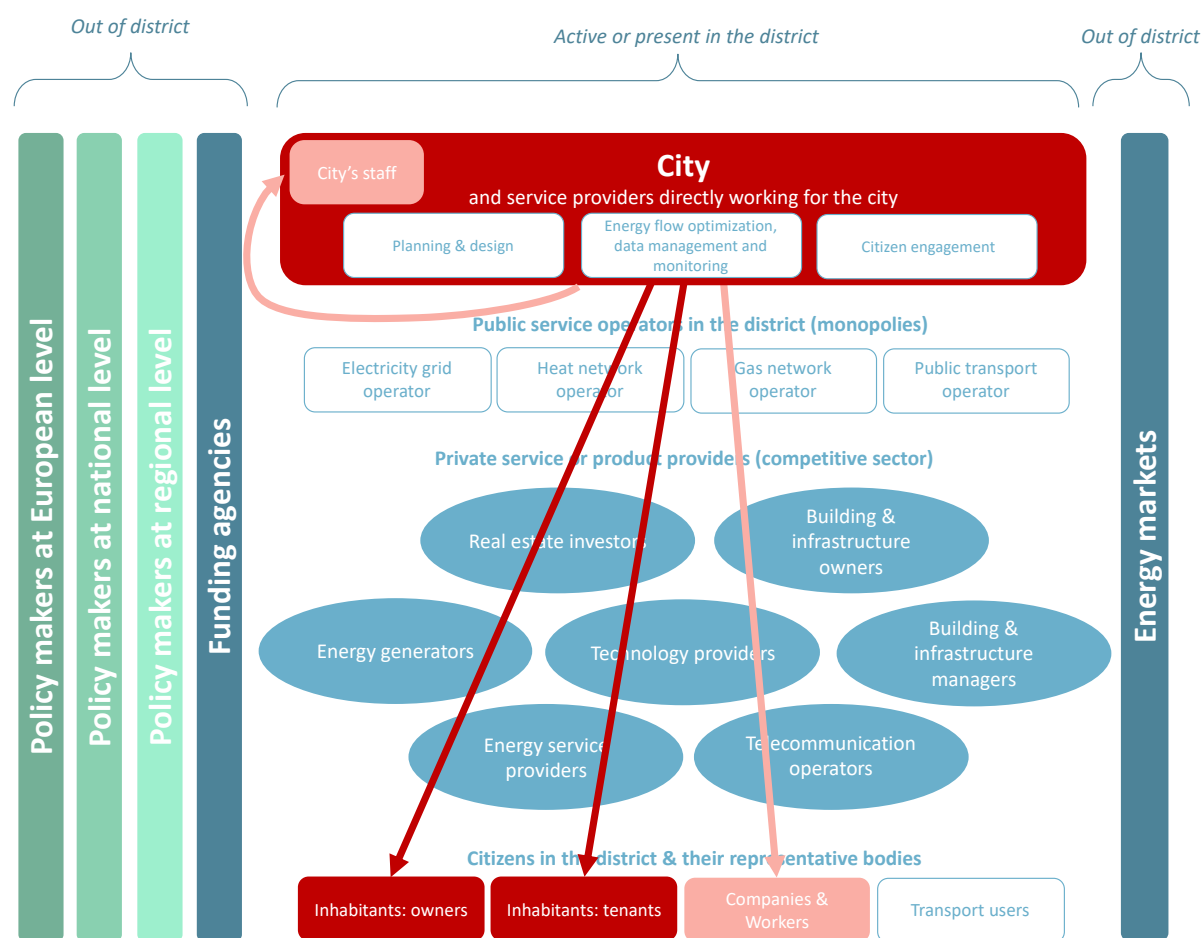 Out of district
Active or present in the district
Out of district
Policy makers at European level
Policy makers at national level
Policy makers at regional level
Funding agencies
City's staff
City
and service providers directly working for the city
Planning & design
Energy flow optimization,
data management and
monitoring
Citizen engagement
Public service operators in the district (monopolies)
Electricity grid
operator
Heat network
operator
Gas network
operator
Public transport
operator
Private service or product providers (competitive sector)
Real estate investors
Building &
infrastructure
owners
Energy generators
Technology providers
Building &
infrastructure
managers
Energy service
providers
Telecommunication
operators
Citizens in the district & their representative bodies
Inhabitants: owners
Inhabitants: tenants
Companies &
Workers
Transport users
Energy markets